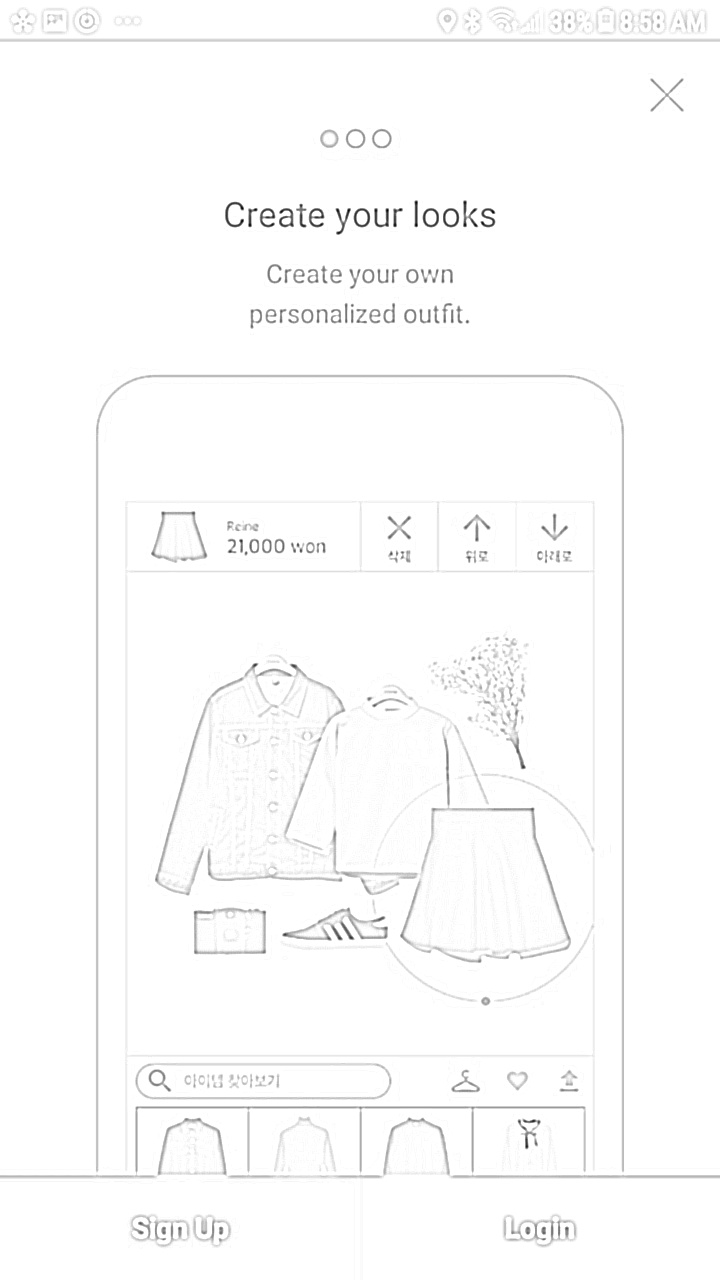 38% 8:58 AM
Create your looks
Create your own
personalized outfit.
Reine
21,000 won
삭제
위로
아래로
아이템 찾아보기
Sign Up
Login